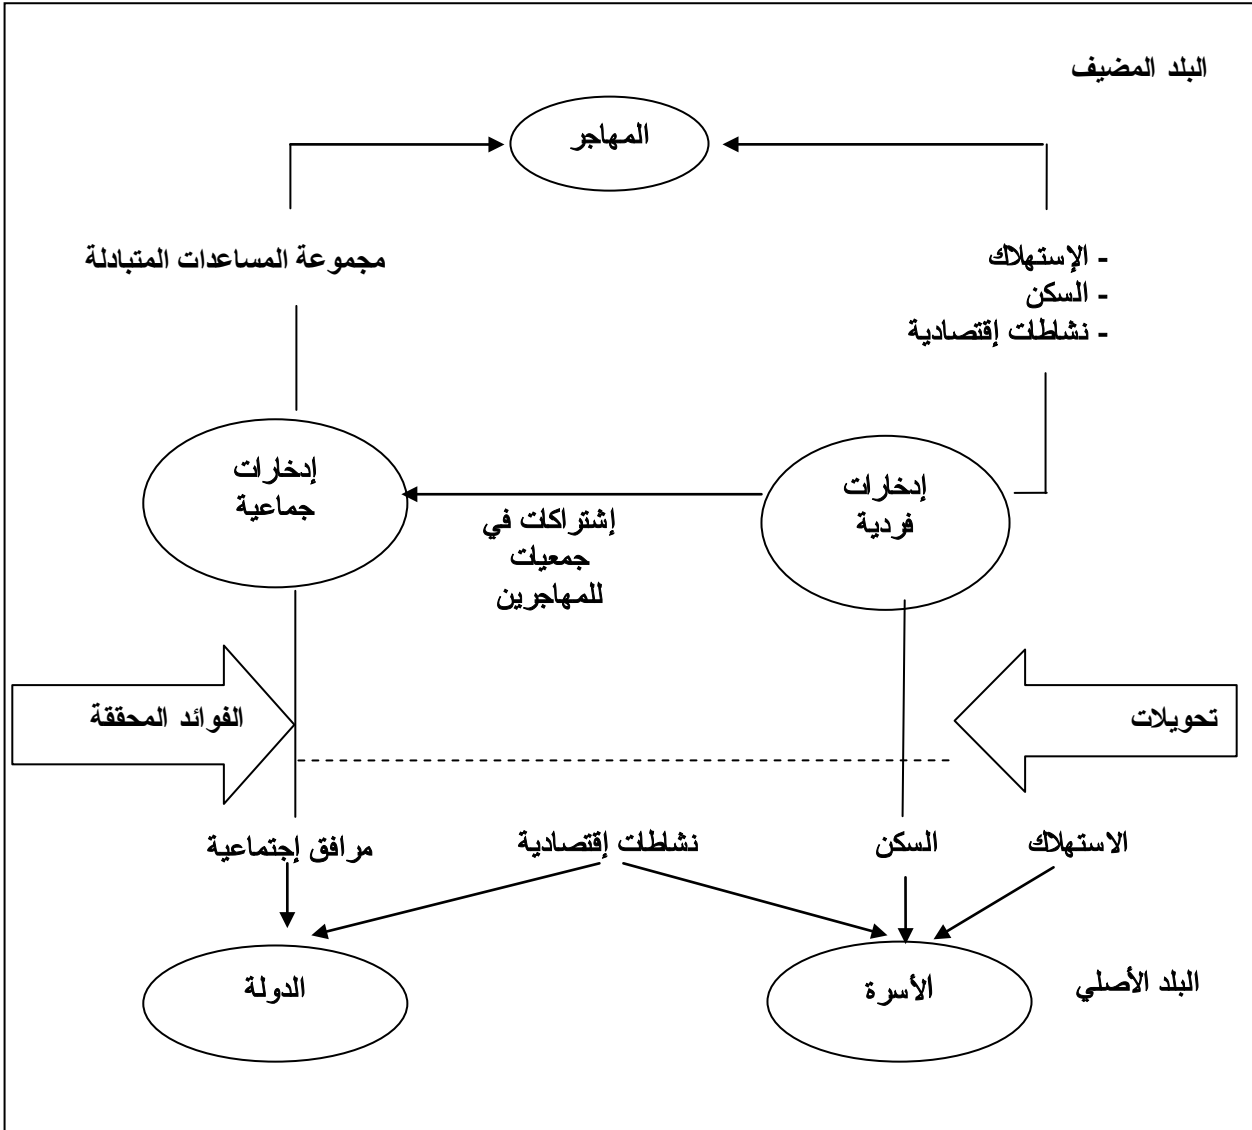 البلد المضيف
المهاجر
مجموعة المساعدات المتبادلة
- الإستهلاك
- السكن
- نشاطات إقتصادية
إدخارات
فردية
إدخارات
جماعية
إشتراكات في
جمعيات
للمهاجرين
تحويلات
الفوائد المحققة
الاستهلاك
السكن
نشاطات إقتصادية
مرافق إجتماعية
البلد الأصلي
الأسرة
الدولة